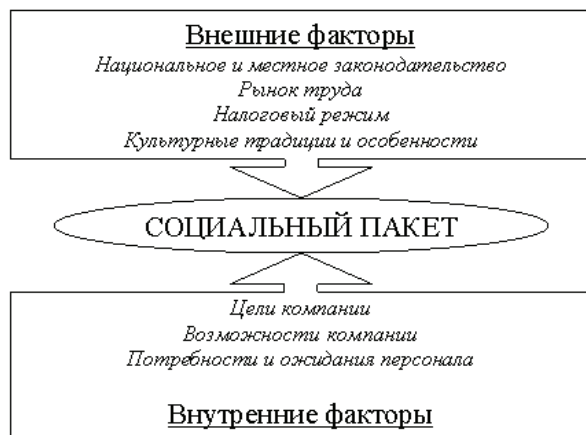 Внешние факторы
Национальное и местное законодательство
Рынок труда
Налоговый режим
Культурные традиции и особенности
СОЦИАЛЬНЫЙ ПАКЕТ
Цели компании
Возможности компании
Потребности и ожидания персонала
Внутренние факторы